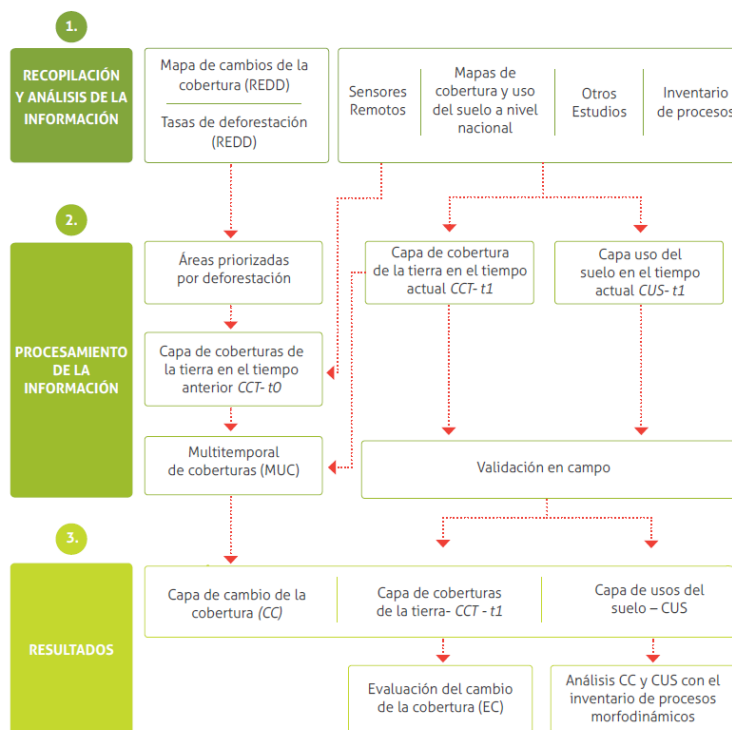 1.
RECOPILACIÓN
Y ANÁLISIS DE LA
INFORMACIÓN
Mapa de cambios de la
cobertura (REDD)
Tasas de deforestación
(REDD)
Sensores
Remotos
Mapas de
cobertura y uso
del suelo a nivel
nacional
Otros
Estudios
Inventario
de procesos
2.
PROCESAMIENTO
DE LA
INFORMACIÓN
Áreas priorizadas
por deforestación
Capa de cobertura
de la tierra en el tiempo
actual CCT- t1
Capa uso del
suelo en el tiempo
actual CUS- t1
Capa de coberturas de
la tierra en el tiempo
anterior CCT- t0
Multitemporal
de coberturas (MUC)
Validación en campo
3.
RESULTADOS
Capa de cambio de la
cobertura (CC)
Capa de coberturas
de la tierra- CCT - t1
Capa de usos del
suelo – CUS
Evaluación del cambio
de la cobertura (EC)
Análisis CC y CUS con el
inventario de procesos
morfodinámicos